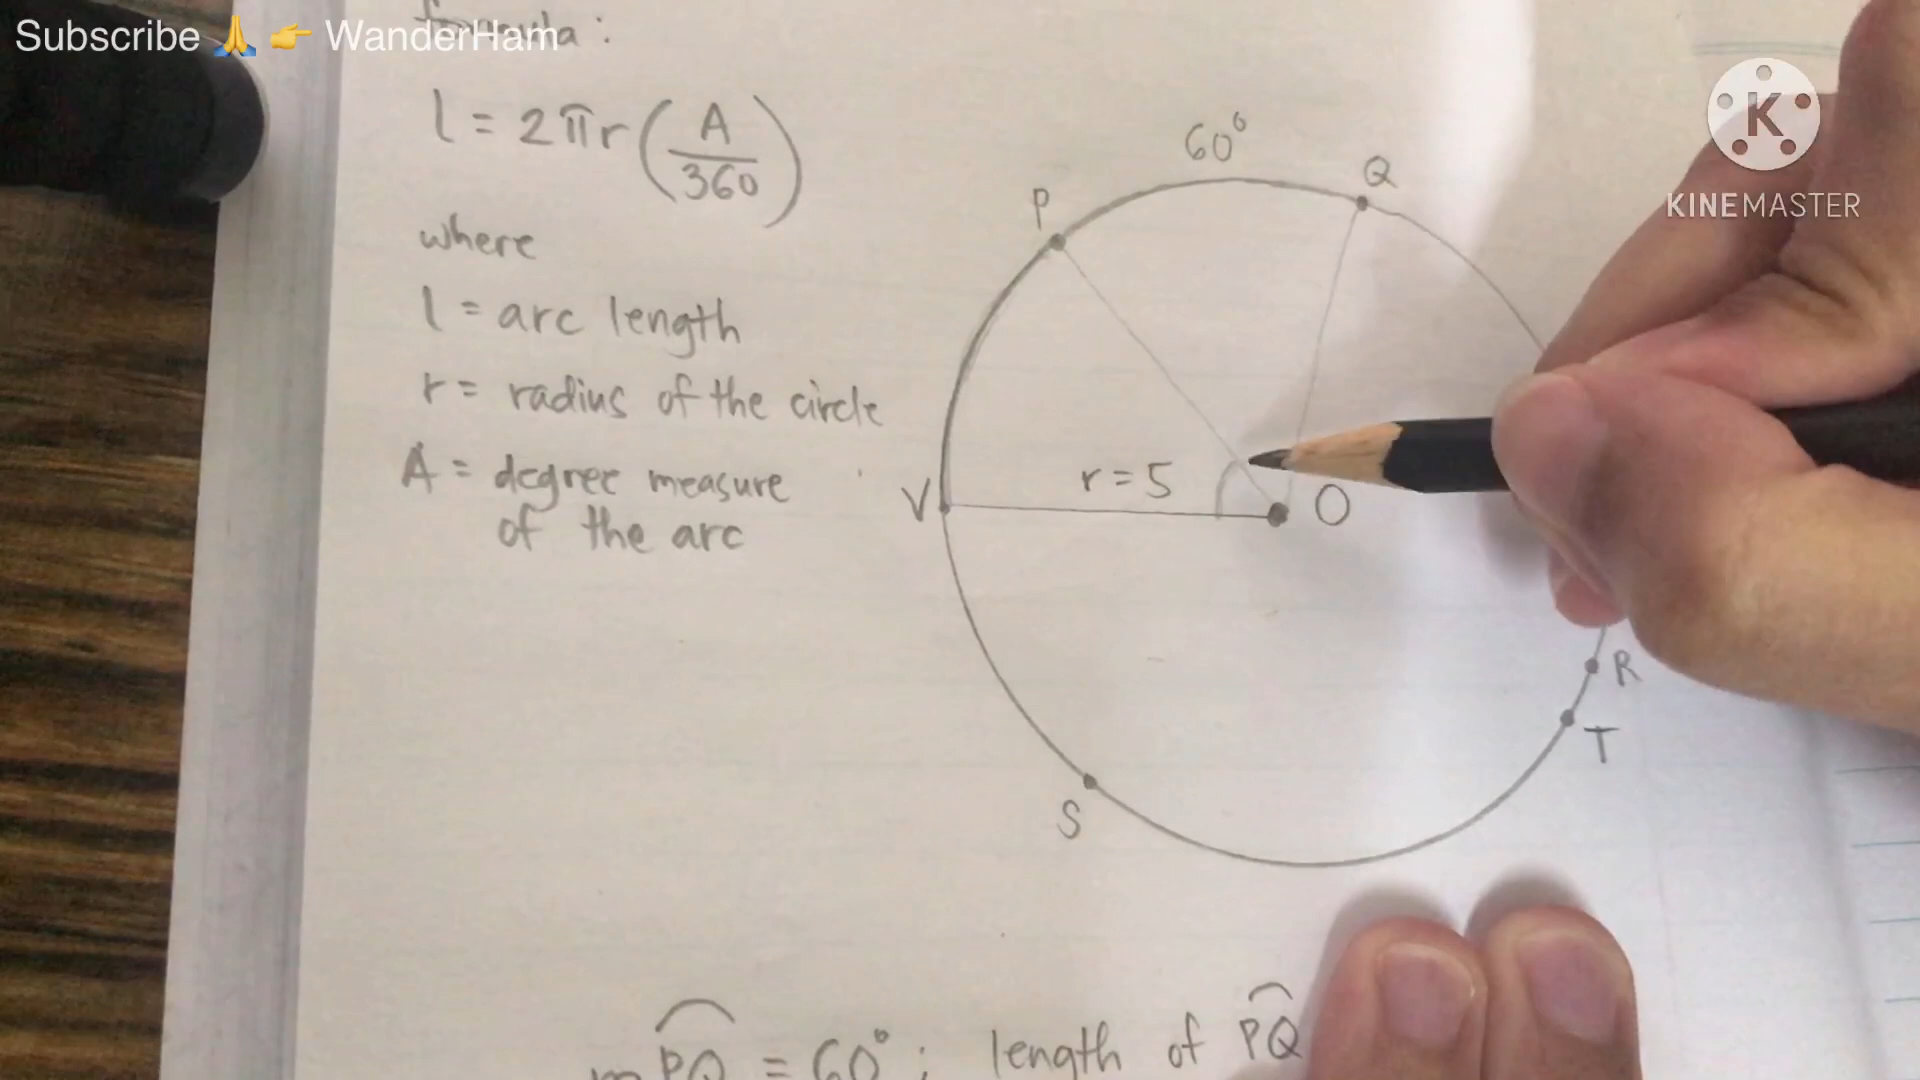 Subscribe 🙏 👉 WanderHam
l = 2πr(A/360)
where
l = arc length
r = radius of the circle
A = degree measure
of the arc
60°
P
Q
V
r = 5
O
R
T
S
K
KINEMASTER
m PQ = 60° ; length of PQ